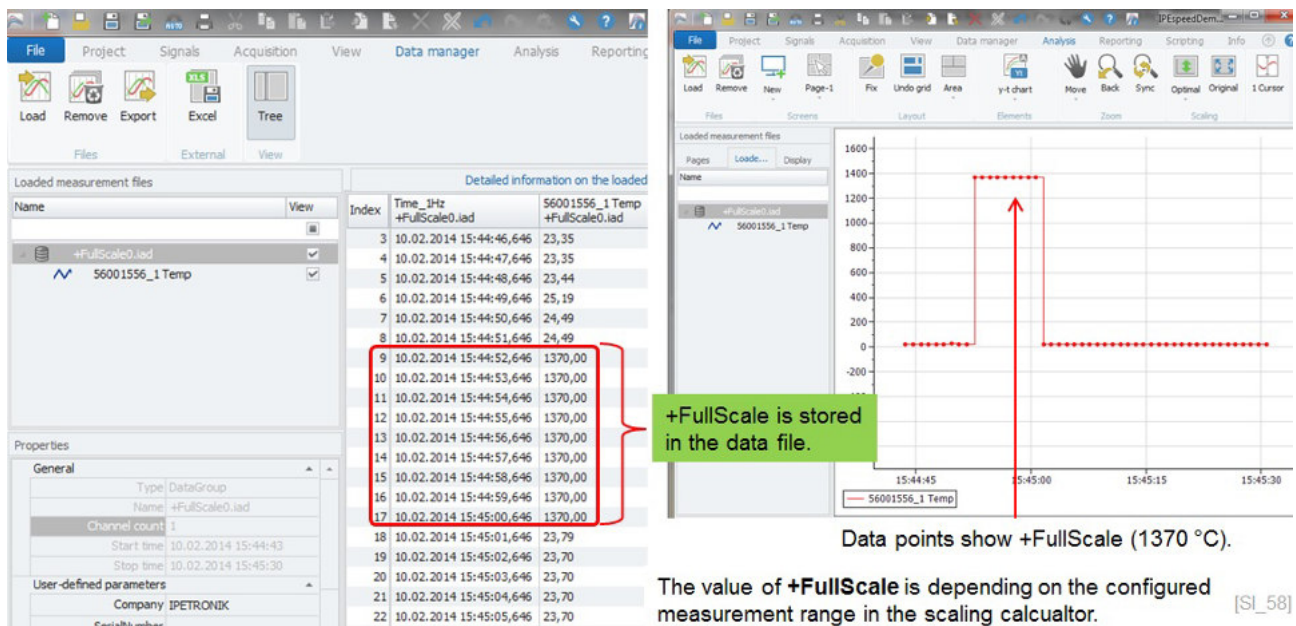 File Project Signals Acquisition View Data manager Analysis Reporting
AUTO
XLS
Load Remove Export Excel Tree
Files External View
Loaded measurement files
Name View
+FullScale0.iad
56001556_1 Temp
Properties
General
Type DataGroup
Name +FullScale0.iad
Channel count 1
Start time 10.02.2014 15:44:43
Stop time 10.02.2014 15:45:30
User-defined parameters
Company IPETRONIK
Detailed information on the loaded
Index Time_1Hz 56001556_1 Temp
+FullScale0.iad +FullScale0.iad
3 10.02.2014 15:44:46,646 23,35
4 10.02.2014 15:44:47,646 23,35
5 10.02.2014 15:44:48,646 23,44
6 10.02.2014 15:44:49,646 25,19
7 10.02.2014 15:44:50,646 24,49
8 10.02.2014 15:44:51,646 24,49
9 10.02.2014 15:44:52,646 1370,00
10 10.02.2014 15:44:53,646 1370,00
11 10.02.2014 15:44:54,646 1370,00
12 10.02.2014 15:44:55,646 1370,00
13 10.02.2014 15:44:56,646 1370,00
14 10.02.2014 15:44:57,646 1370,00
15 10.02.2014 15:44:58,646 1370,00
16 10.02.2014 15:44:59,646 1370,00
17 10.02.2014 15:45:00,646 1370,00
18 10.02.2014 15:45:01,646 23,79
19 10.02.2014 15:45:02,646 23,70
20 10.02.2014 15:45:03,646 23,70
21 10.02.2014 15:45:04,646 23,70
22 10.02.2014 15:45:05,646 23,70
+FullScale is stored
in the data file.
IPEspeedDem...
File Project Signals Acquisition View Data manager Analysis Reporting Scripting Info
Load Remove New Page-1 Fix Undo grid Area y-t chart Move Back Sync Optimal Original 1 Cursor
Files Screens Layout Elements Zoom Scaling
Loaded measurement files
Pages Loade... Display
Name
+FullScale0.iad
56001556_1 Temp
1600
1400
1200
1000
800
600
400
200
0
-200
15:44:45 15:45:00 15:45:15 15:45:30
56001556_1 Temp
Data points show +FullScale (1370 °C).
The value of +FullScale is depending on the configured
measurement range in the scaling calcualtor.
[SI_58]